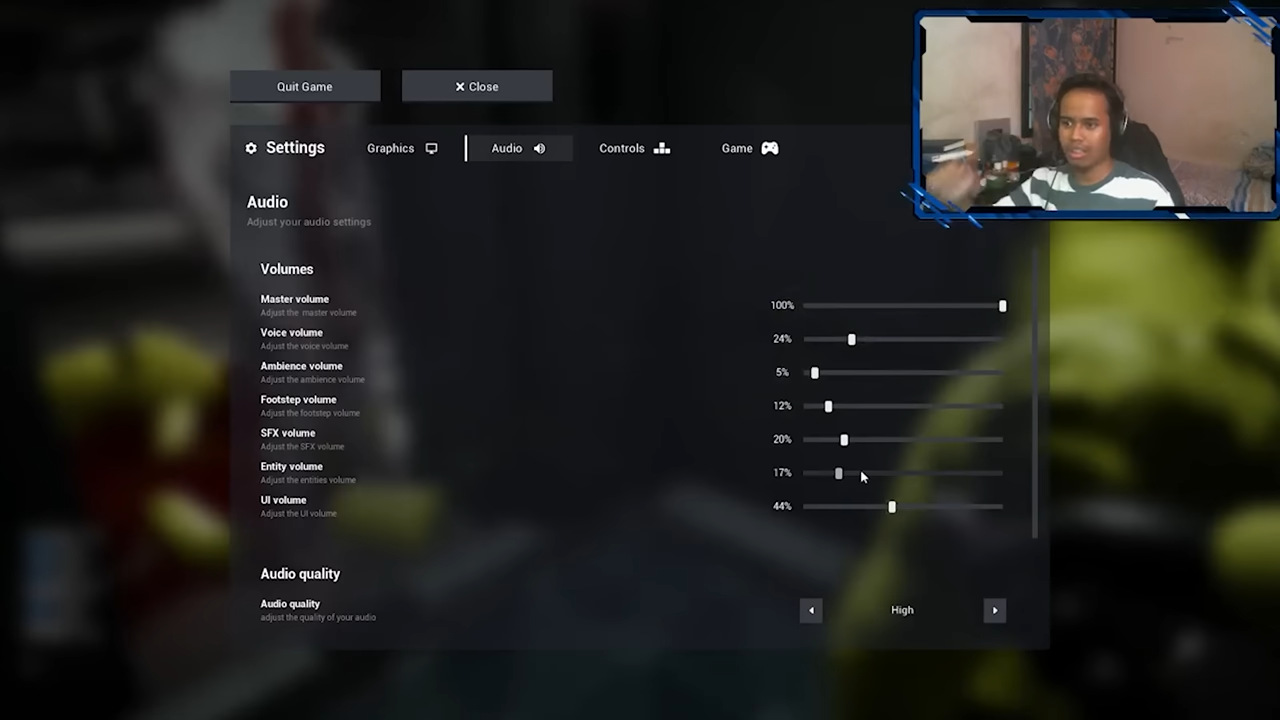 Quit Game
Close
Settings
Graphics
Audio
Controls
Game
Audio
Adjust your audio settings
Volumes
Master volume
Adjust the master volume
100%
Voice volume
Adjust the voice volume
24%
Ambience volume
Adjust the ambience volume
5%
Footstep volume
Adjust the footstep volume
12%
SFX volume
Adjust the SFX volume
20%
Entity volume
Adjust the entities volume
17%
UI volume
Adjust the UI volume
44%
Audio quality
Audio quality
adjust the quality of your audio
High